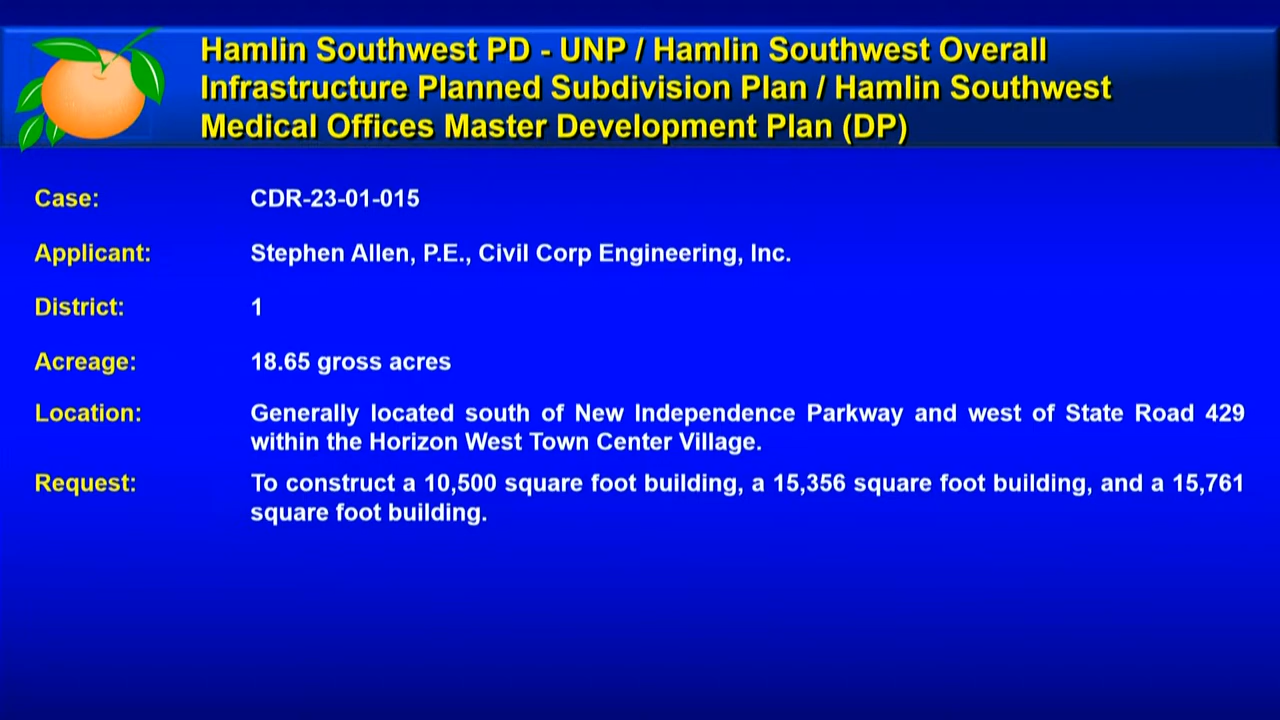 Hamlin Southwest PD - UNP / Hamlin Southwest Overall
Infrastructure Planned Subdivision Plan / Hamlin Southwest
Medical Offices Master Development Plan (DP)
Case: CDR-23-01-015
Applicant: Stephen Allen, P.E., Civil Corp Engineering, Inc.
District: 1
Acreage: 18.65 gross acres
Location: Generally located south of New Independence Parkway and west of State Road 429
within the Horizon West Town Center Village.
Request: To construct a 10,500 square foot building, a 15,356 square foot building, and a 15,761
square foot building.